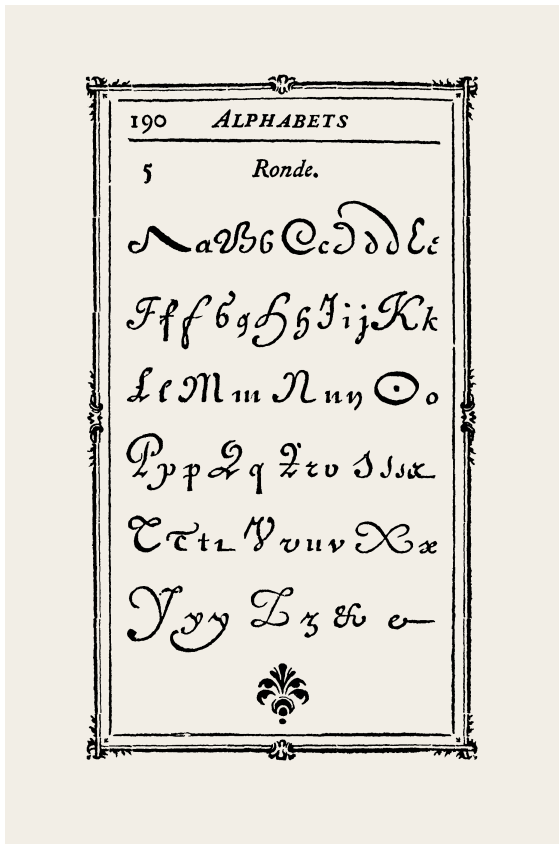 190 ALPHABETS
5 Ronde.
A a B b C c D d d E e
F f f G g H h I i j K k
L l M m N n n O o
P p p Q q R r v S s s
T T t t V v u v X x
Y y y Z z & e